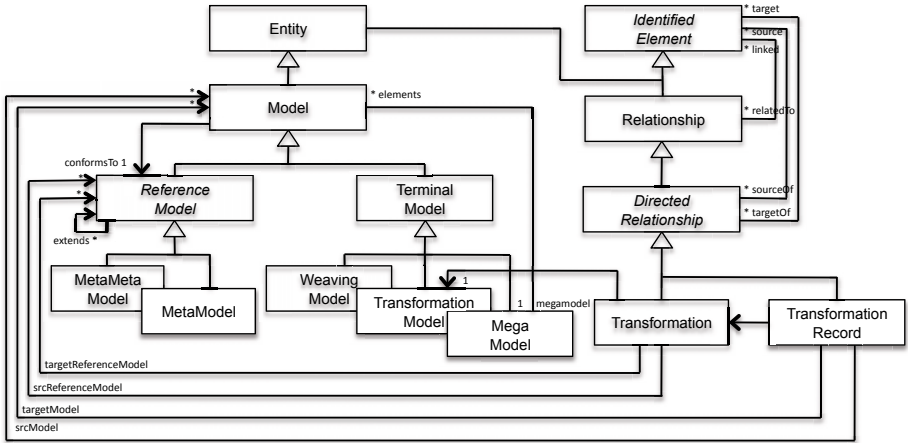 * target
Entity
Identified
Element
* source
* linked
*
* elements
*
Model
Relationship
* relatedTo
conformsTo 1
*
Reference
Model
Terminal
Model
Directed
Relationship
* sourceOf
*
* targetOf
extends *
MetaMeta
Model
Weaving
Model
1
MetaModel
Transformation
Model
1
megamodel
Mega
Model
Transformation
Transformation
Record
targetReferenceModel
srcReferenceModel
targetModel
srcModel